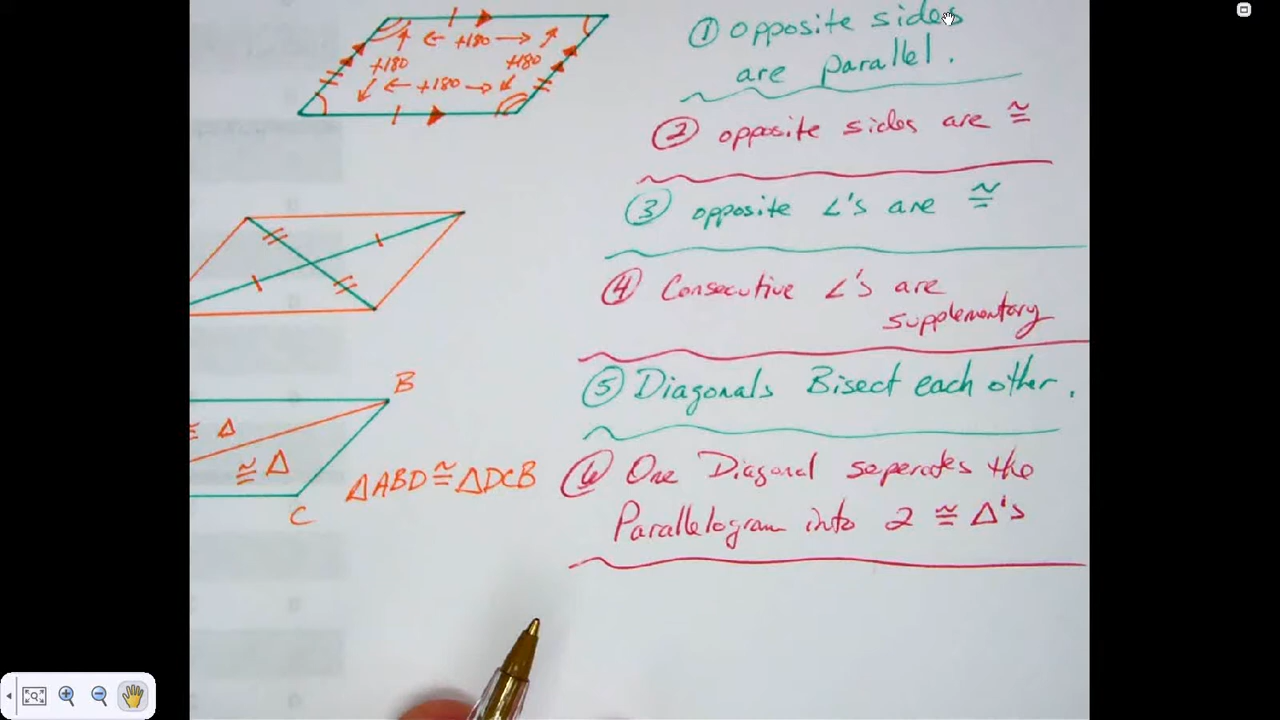 ① opposite sides
are parallel.
+180
+180
+180
+180
② opposite sides are ≅
③ opposite ∠'s are ≅
④ Consecutive ∠'s are
supplementary
⑤ Diagonals Bisect each other.
B
≅ Δ
≅ Δ
C
ΔABD ≅ ΔDCB
⑥ One Diagonal seperates the
Parallelogram into 2 ≅ Δ's